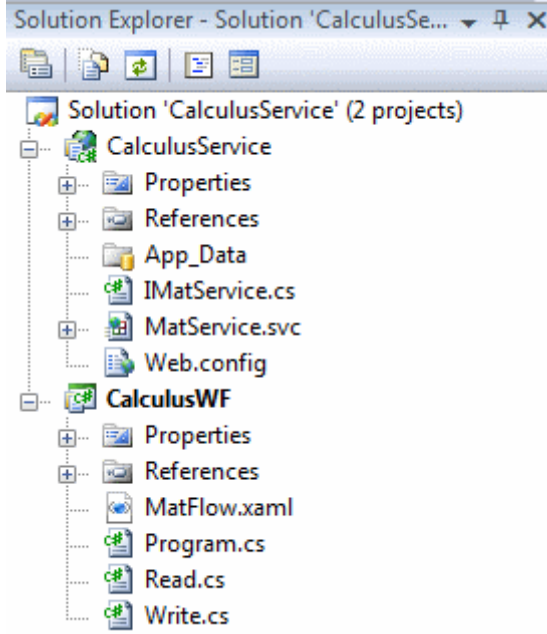 Solution Explorer - Solution 'CalculusSe...
Solution 'CalculusService' (2 projects)
CalculusService
Properties
References
App_Data
IMatService.cs
MatService.svc
Web.config
CalculusWF
Properties
References
MatFlow.xaml
Program.cs
Read.cs
Write.cs